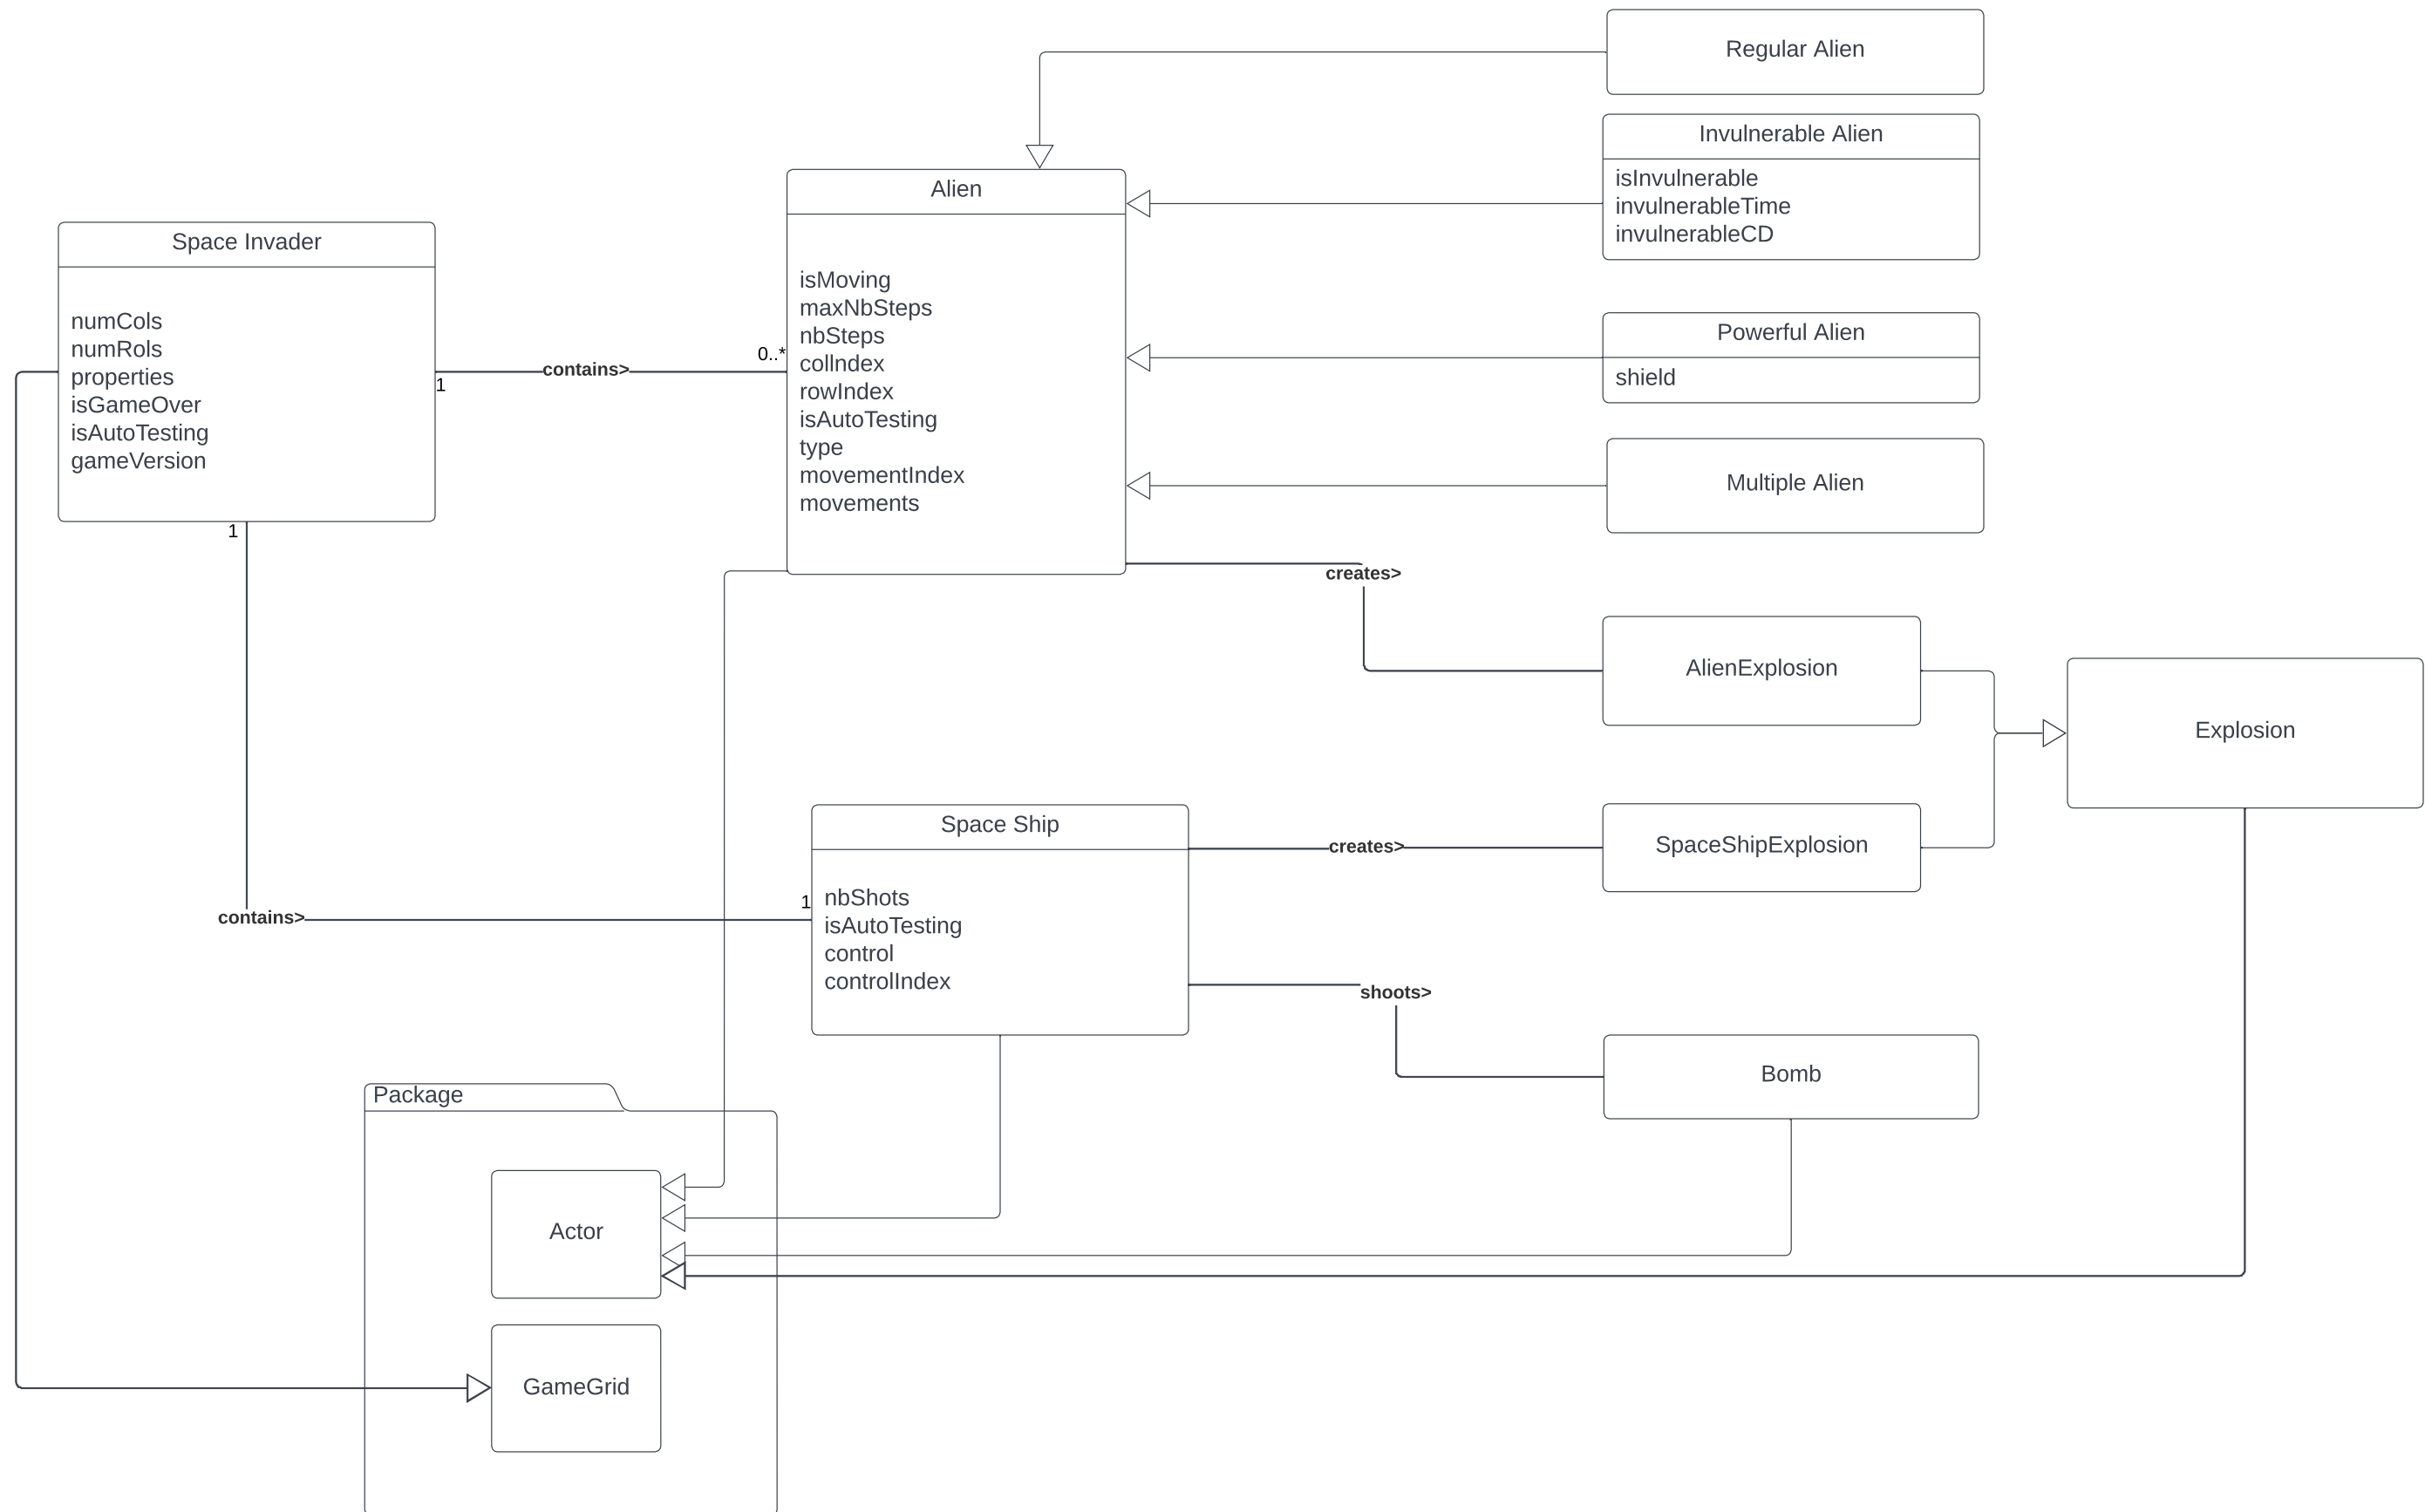 Regular Alien
Invulnerable Alien
isInvulnerable
invulnerableTime
invulnerableCD
Alien
isMoving
maxNbSteps
nbSteps
colIndex
rowIndex
isAutoTesting
type
movementIndex
movements
Space Invader
numCols
numRols
properties
isGameOver
isAutoTesting
gameVersion
Powerful Alien
shield
0..*
contains>
1
Multiple Alien
1
creates>
AlienExplosion
Explosion
Space Ship
nbShots
isAutoTesting
control
controlIndex
creates>
SpaceShipExplosion
1
contains>
shoots>
Bomb
Package
Actor
GameGrid